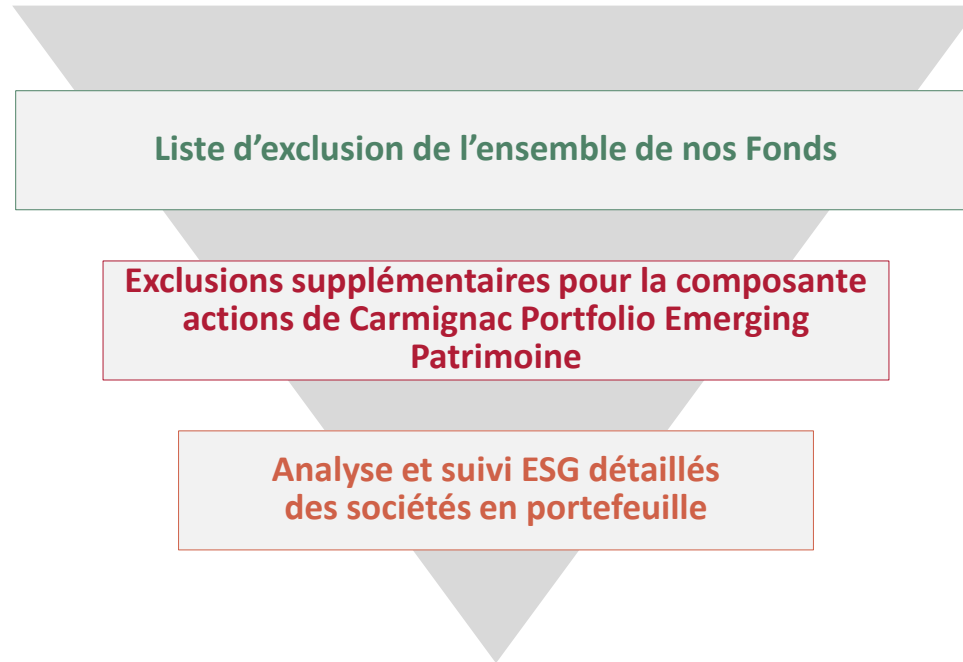 Liste d’exclusion de l’ensemble de nos Fonds
Exclusions supplémentaires pour la composante
actions de Carmignac Portfolio Emerging
Patrimoine
Analyse et suivi ESG détaillés
des sociétés en portefeuille